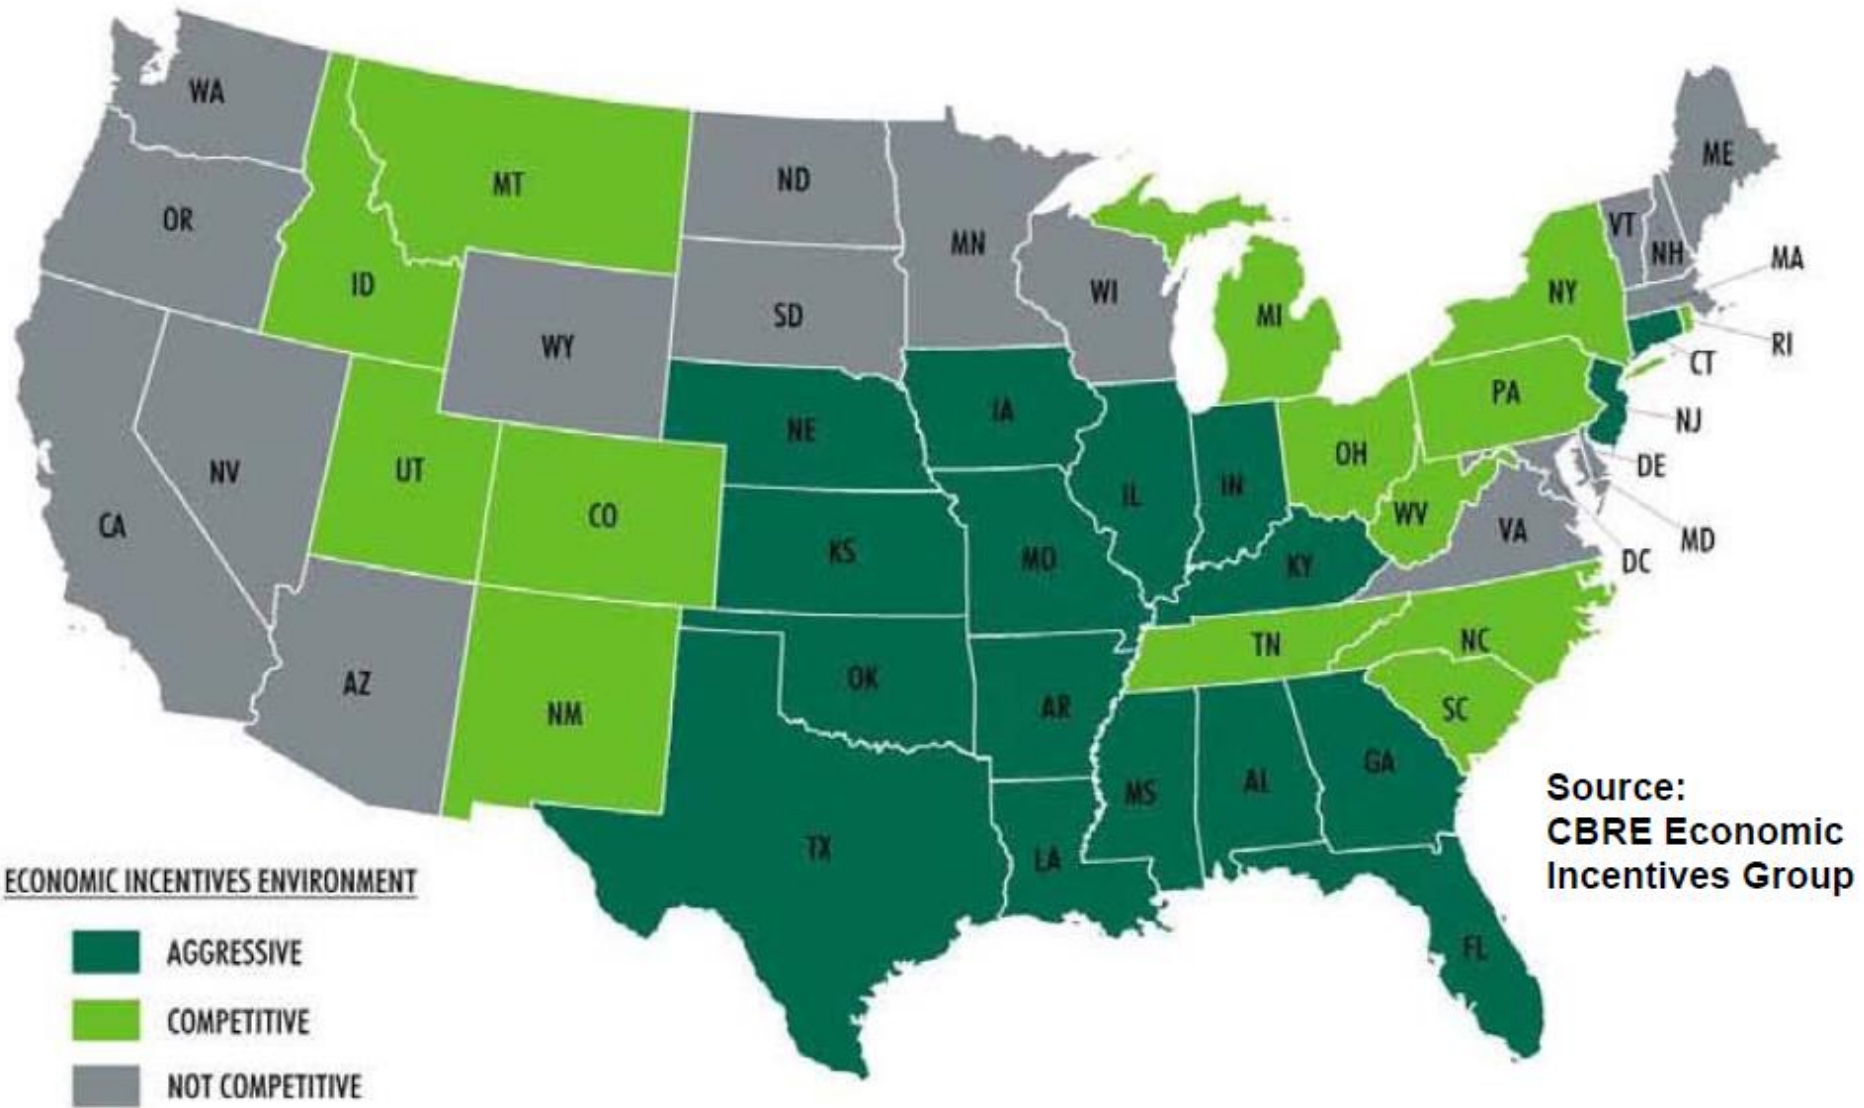 WA
ME
MT
ND
VT
OR
MN
NH
MA
ID
WI
NY
SD
MI
RI
WY
CT
PA
IA
NJ
NE
OH
DE
UT
NV
IN
IL
CO
WV
CA
VA
MD
KS
MO
DC
KY
NC
TN
AZ
OK
AR
SC
NM
GA
AL
MS
TX
LA
FL
Source:
CBRE Economic
Incentives Group
ECONOMIC INCENTIVES ENVIRONMENT
AGGRESSIVE
COMPETITIVE
NOT COMPETITIVE